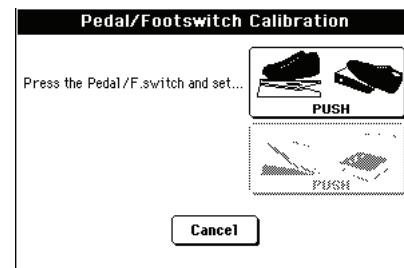 Pedal/Footswitch Calibration
Press the Pedal/F.switch and set...
PUSH
PUSH
Cancel